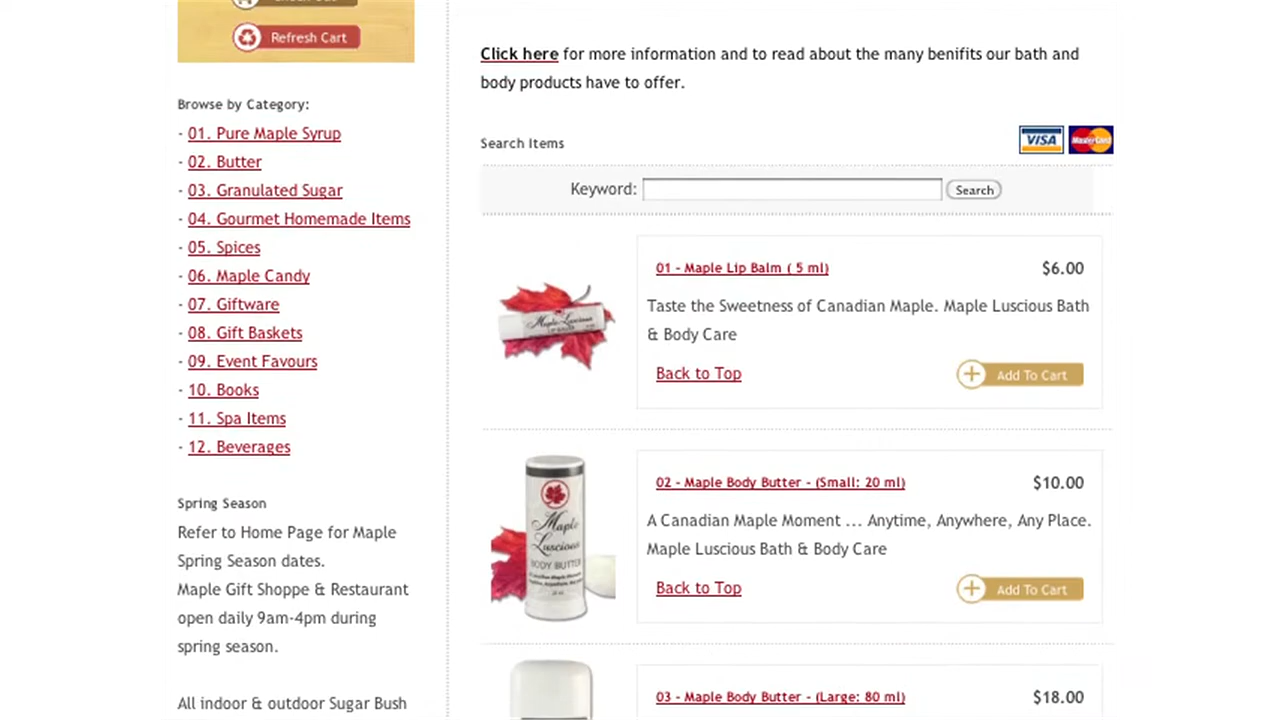 Refresh Cart
Browse by Category:
- 01. Pure Maple Syrup
- 02. Butter
- 03. Granulated Sugar
- 04. Gourmet Homemade Items
- 05. Spices
- 06. Maple Candy
- 07. Giftware
- 08. Gift Baskets
- 09. Event Favours
- 10. Books
- 11. Spa Items
- 12. Beverages
Spring Season
Refer to Home Page for Maple
Spring Season dates.
Maple Gift Shoppe & Restaurant
open daily 9am-4pm during
spring season.
All indoor & outdoor Sugar Bush
Click here for more information and to read about the many benifits our bath and
body products have to offer.
Search Items
VISA MasterCard
Keyword: Search
01 - Maple Lip Balm ( 5 ml) $6.00
Taste the Sweetness of Canadian Maple. Maple Luscious Bath
& Body Care
Back to Top Add To Cart
Maple Luscious
02 - Maple Body Butter - (Small: 20 ml) $10.00
A Canadian Maple Moment ... Anytime, Anywhere, Any Place.
Maple Luscious Bath & Body Care
Back to Top Add To Cart
Maple
Luscious
BODY BUTTER
03 - Maple Body Butter - (Large: 80 ml) $18.00